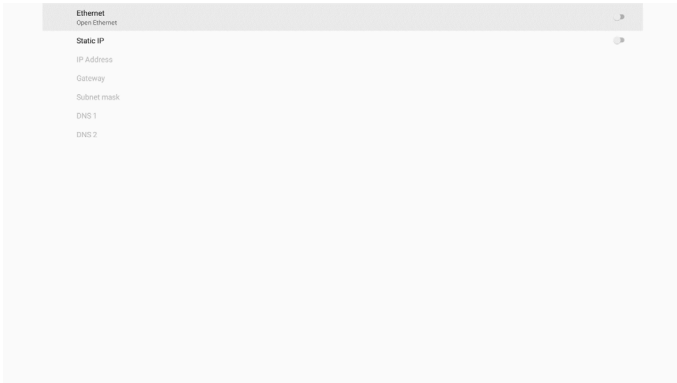 Ethernet
Open Ethernet
Static IP
IP Address
Gateway
Subnet mask
DNS 1
DNS 2